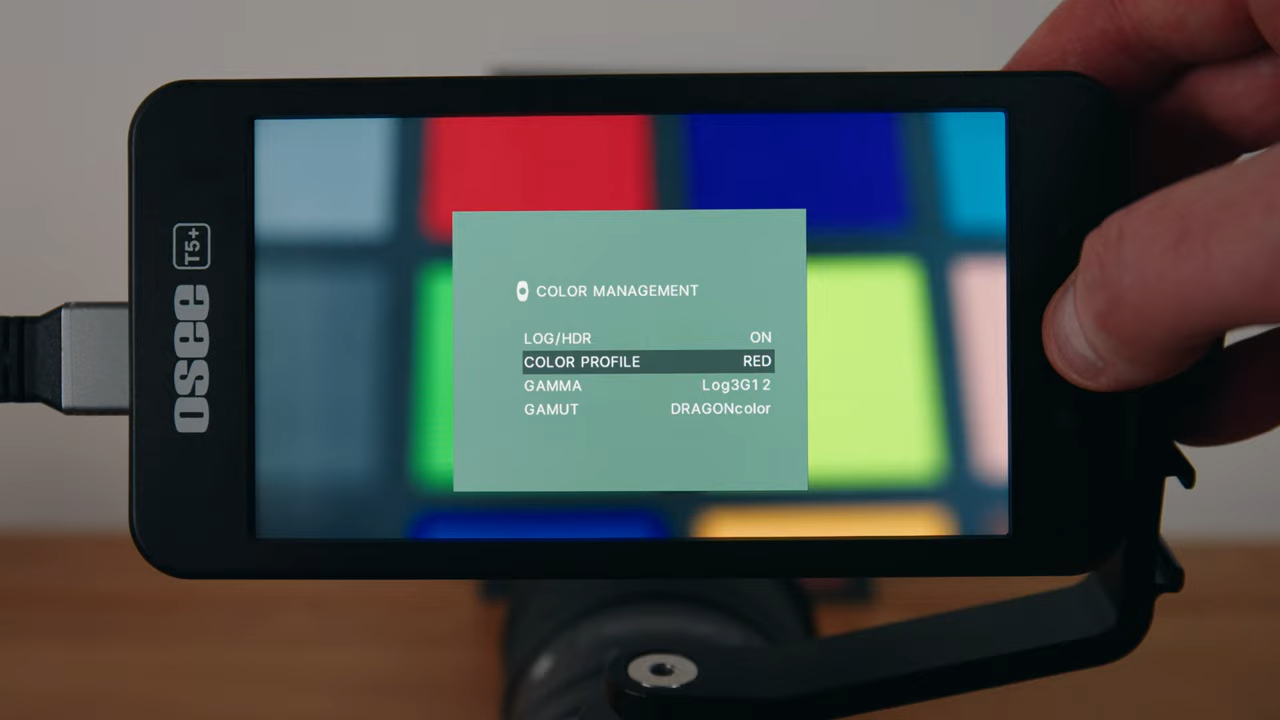 osee T5+
COLOR MANAGEMENT
LOG/HDR ON
COLOR PROFILE RED
GAMMA Log3G12
GAMUT DRAGONcolor